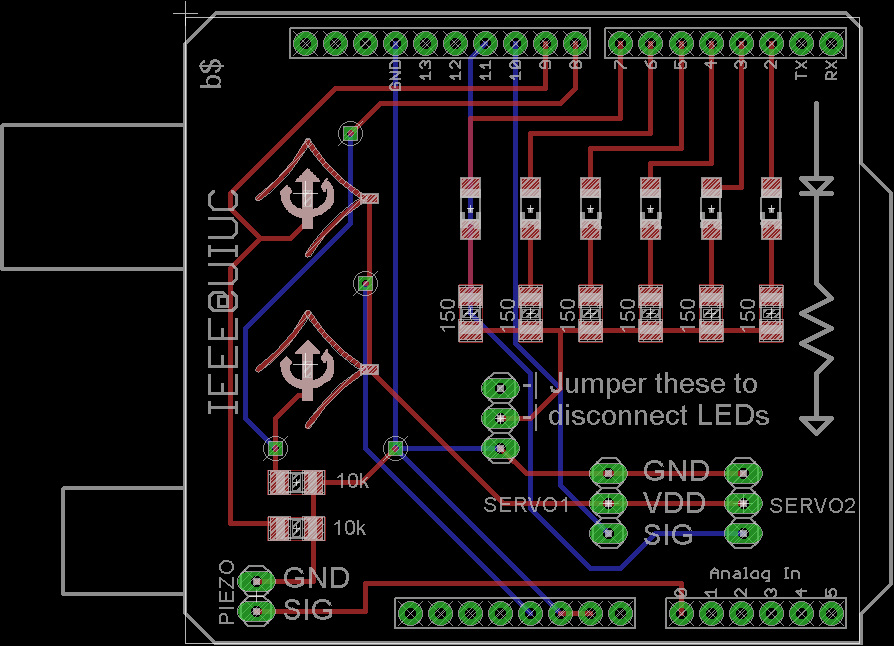 b$
GND
13
12
11
10
9
8
7
6
5
4
3
2
TX
RX
IEEE@UIUC
150
150
150
150
150
150
-| Jumper these to
-| disconnect LEDs
10k
10k
GND
VDD
SIG
SERVO1
SERVO2
PIEZO
GND
SIG
Analog In
0
1
2
3
4
5